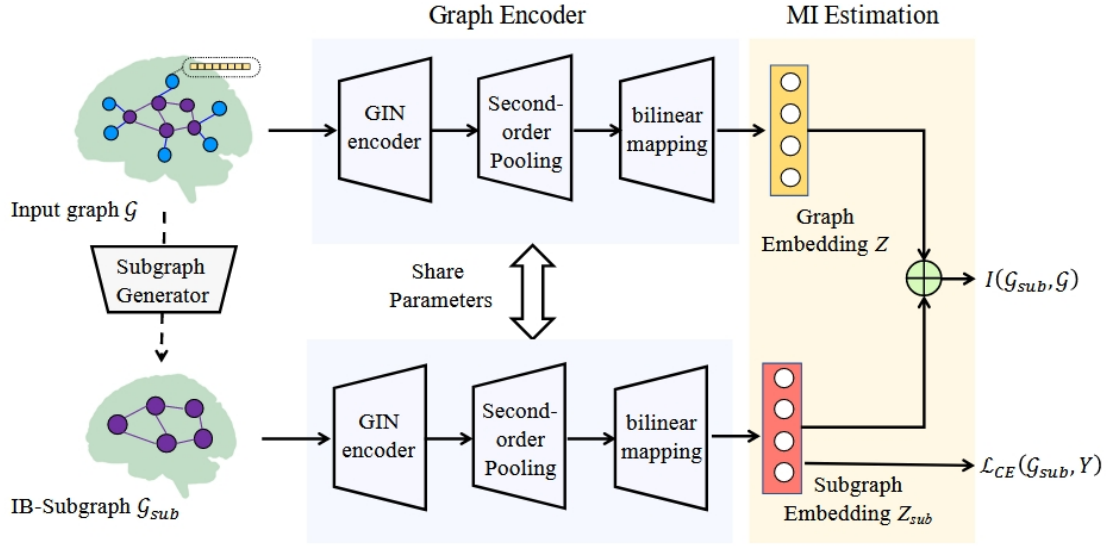 Graph Encoder
MI Estimation
GIN
encoder
Second-
order
Pooling
bilinear
mapping
Input graph 𝒢
Graph
Embedding Z
Subgraph
Generator
Share
Parameters
I(𝒢sub, 𝒢)
GIN
encoder
Second-
order
Pooling
bilinear
mapping
ℒCE(𝒢sub, Y)
Subgraph
Embedding Zsub
IB-Subgraph 𝒢sub